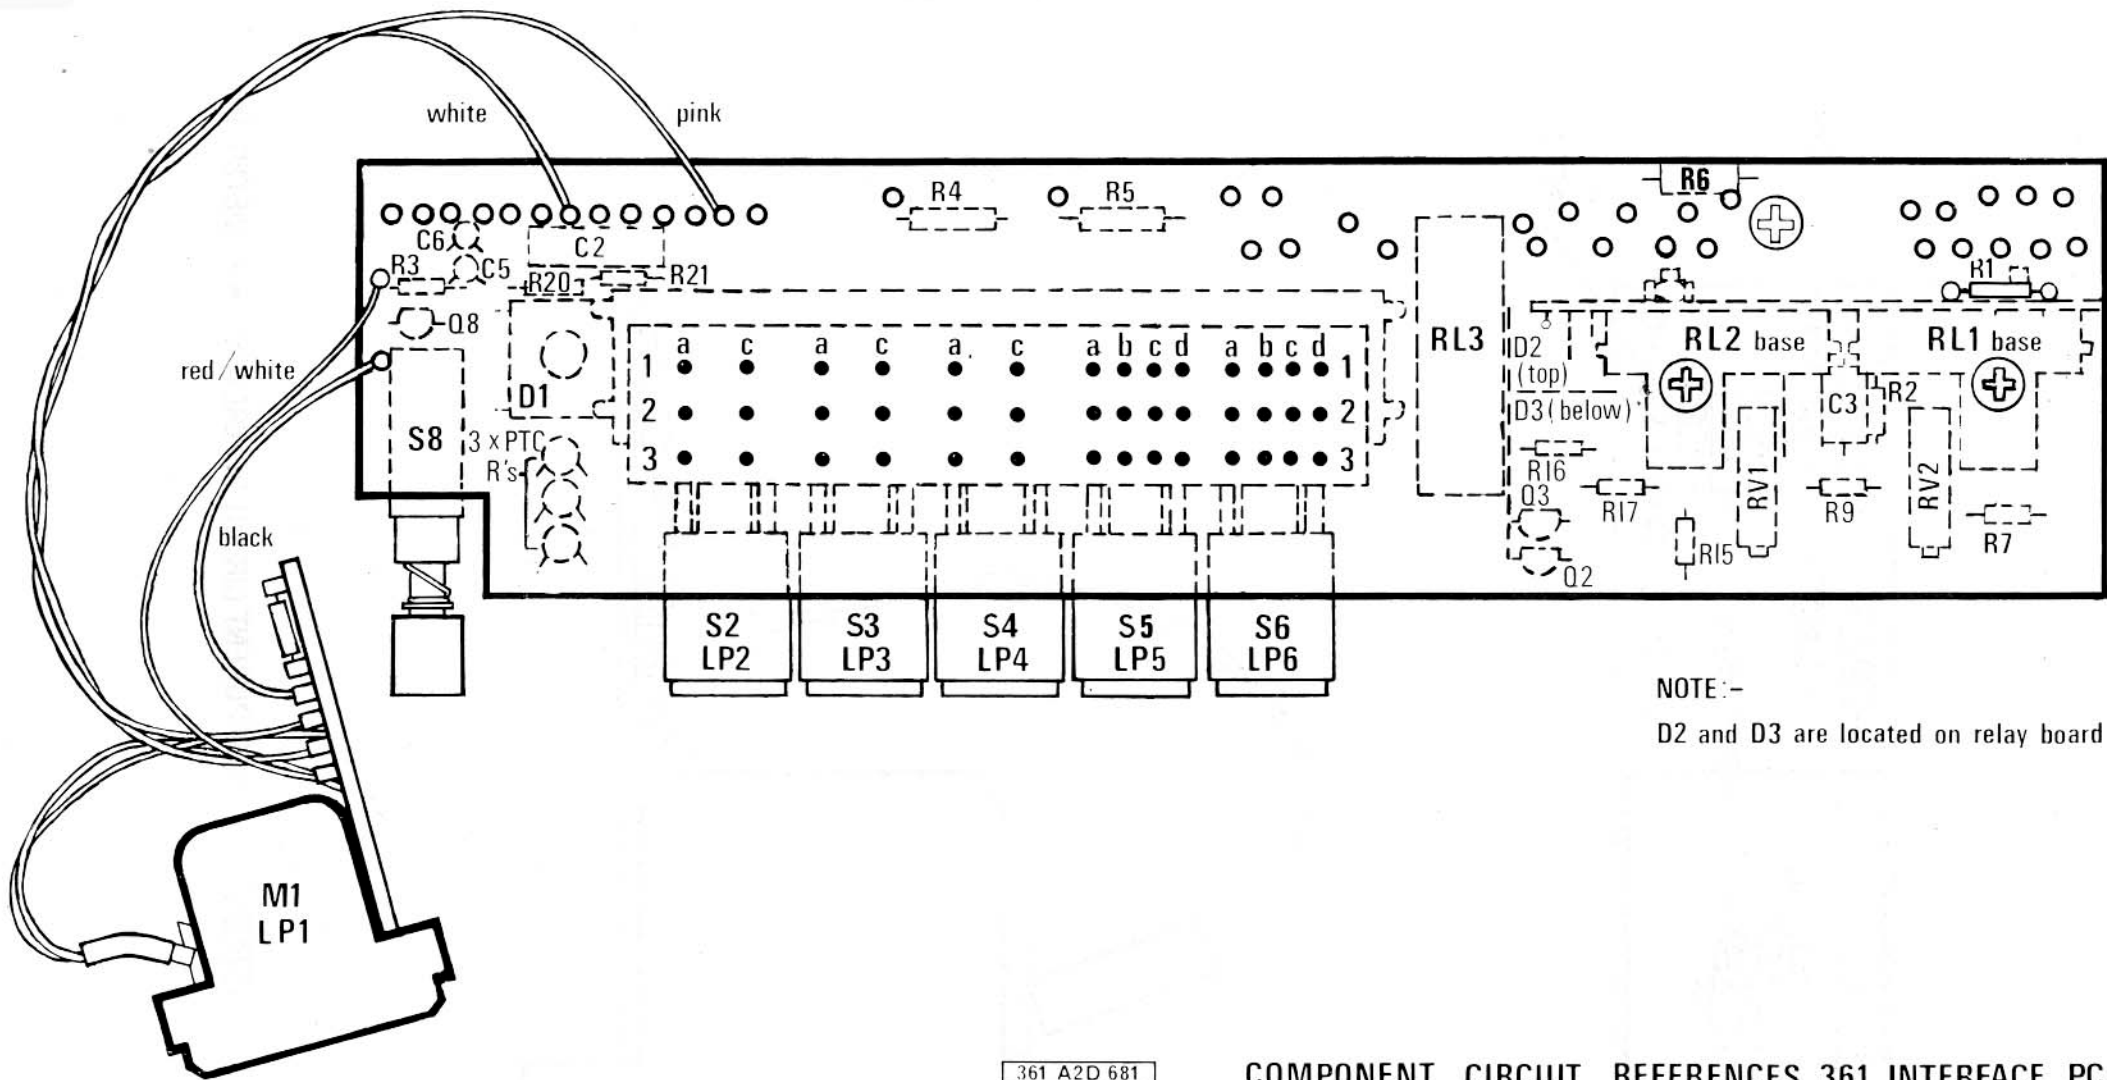 white
pink
R6
R4
R5
C6
C2
R3
C5
R20
R21
R1
Q8
red/white
D1
S8
3 x PTC
R's
a c a c a c a b c d a b c d
1 1
2 2
3 3
RL3
D2
(top)
D3 (below)
RL2 base
RL1 base
C3
R2
R16
R17
Q3
Q2
R15
RV1
R9
RV2
R7
black
S2
LP2
S3
LP3
S4
LP4
S5
LP5
S6
LP6
NOTE:-
D2 and D3 are located on relay board
M1
LP1
361 A2D 681
COMPONENT CIRCUIT REFERENCES 361 INTERFACE PC